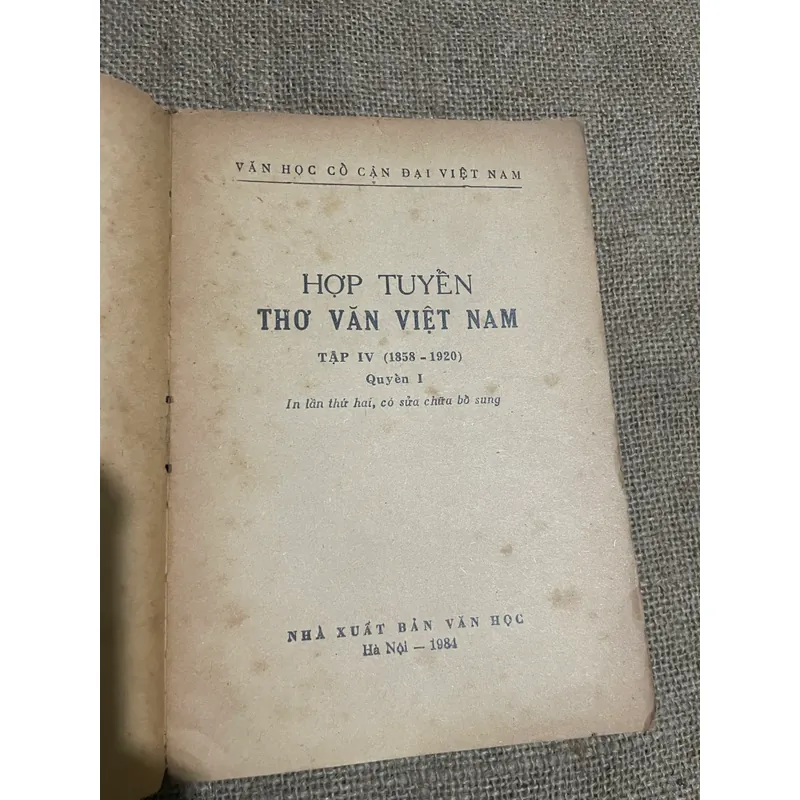 VĂN HỌC CỔ CẬN ĐẠI VIỆT NAM
HỢP TUYỂN
THƠ VĂN VIỆT NAM
TẬP IV (1858 - 1920)
Quyển I
In lần thứ hai, có sửa chữa bổ sung
NHÀ XUẤT BẢN VĂN HỌC
Hà Nội — 1984